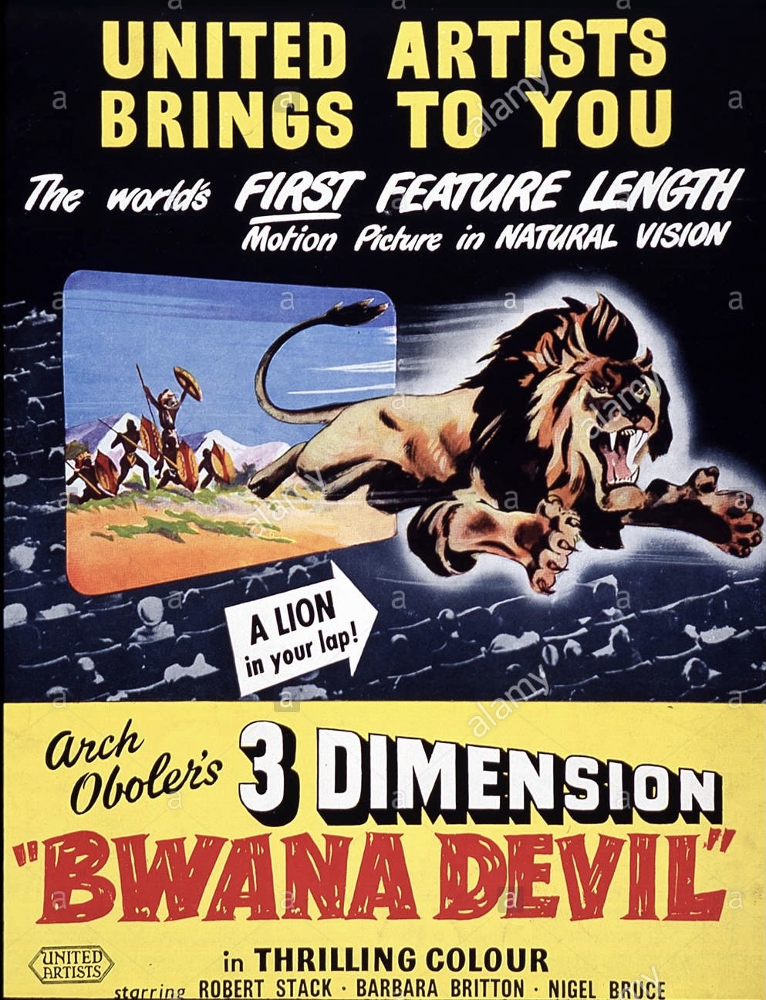 UNITED ARTISTS
BRINGS TO YOU
The world's FIRST FEATURE LENGTH
Motion Picture in NATURAL VISION
A LION
in your lap!
Arch
Oboler's
3 DIMENSION
"BWANA DEVIL"
in THRILLING COLOUR
UNITED
ARTISTS
starring ROBERT STACK · BARBARA BRITTON · NIGEL BRUCE
a
alamy